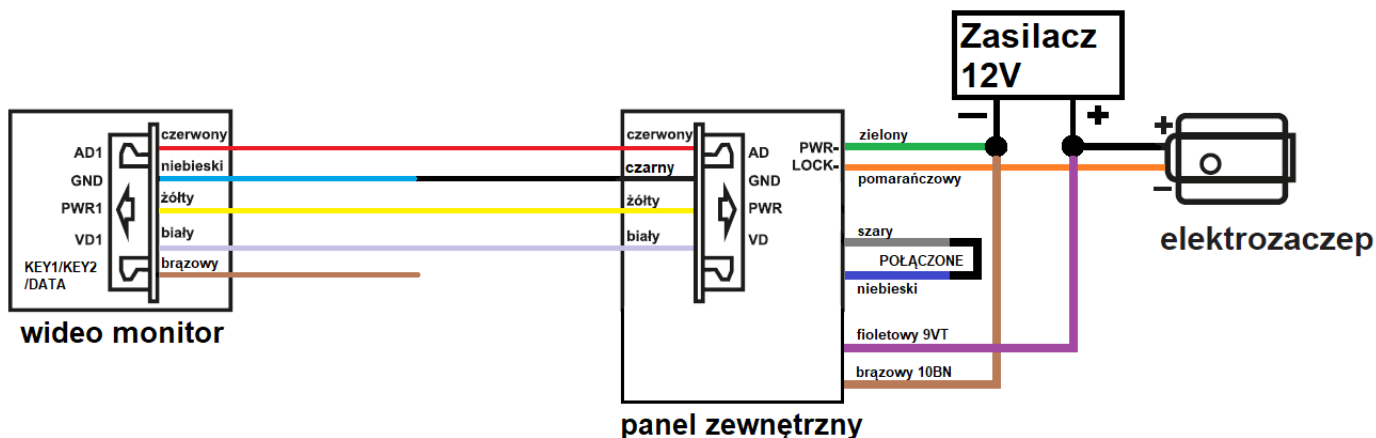 Zasilacz
12V
−
+
+
−
czerwony
niebieski
żółty
biały
brązowy
AD1
GND
PWR1
VD1
KEY1/KEY2
/DATA
wideo monitor
czerwony
czarny
żółty
biały
AD
GND
PWR
VD
PWR-
LOCK-
zielony
pomarańczowy
szary
POŁĄCZONE
niebieski
fioletowy 9VT
brązowy 10BN
panel zewnętrzny
elektrozaczep